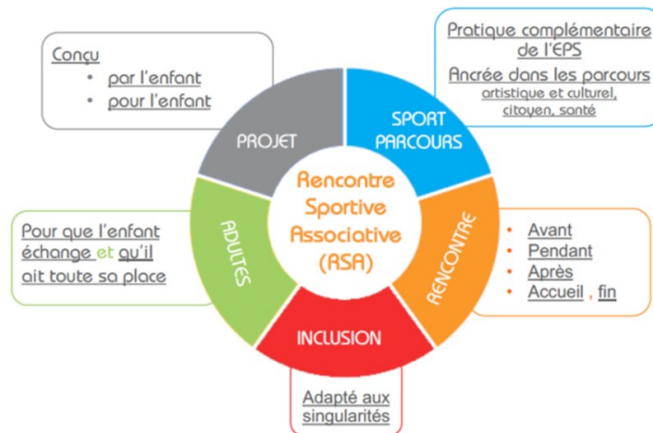 Conçu
• par l'enfant
• pour l'enfant
Pratique complémentaire
de l'EPS
Ancrée dans les parcours
artistique et culturel,
citoyen, santé
PROJET
SPORT
PARCOURS
Rencontre
Sportive
Associative
(RSA)
Pour que l'enfant
échange et qu'il
ait toute sa place
ADULTES
RENCONTRE
• Avant
• Pendant
• Après
• Accueil , fin
INCLUSION
Adapté aux
singularités